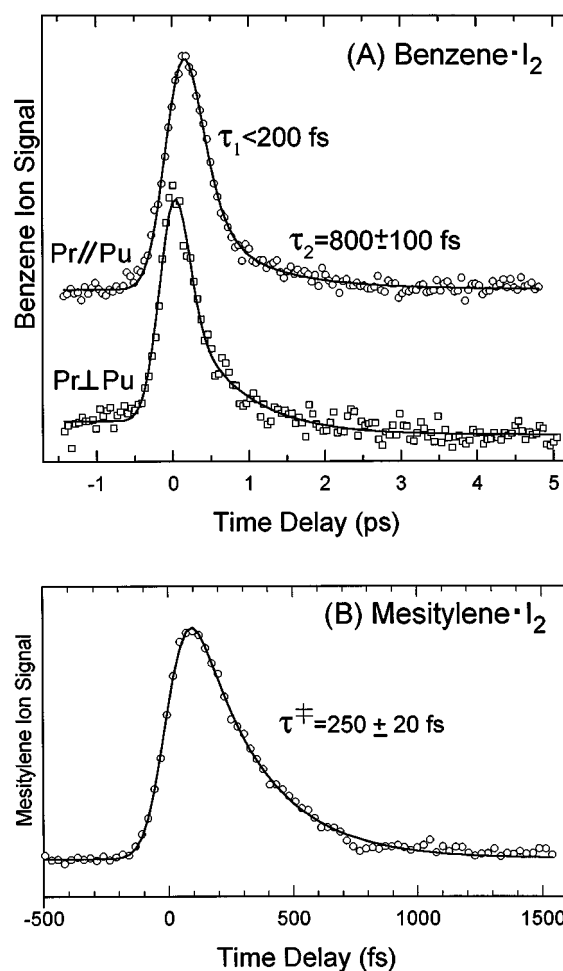 (A) Benzene·I₂
τ₁<200 fs
τ₂=800±100 fs
Pr//Pu
Pr⊥Pu
Benzene Ion Signal
-1 0 1 2 3 4 5
Time Delay (ps)
(B) Mesitylene·I₂
τ‡=250 ± 20 fs
Mesitylene Ion Signal
-500 0 500 1000 1500
Time Delay (fs)